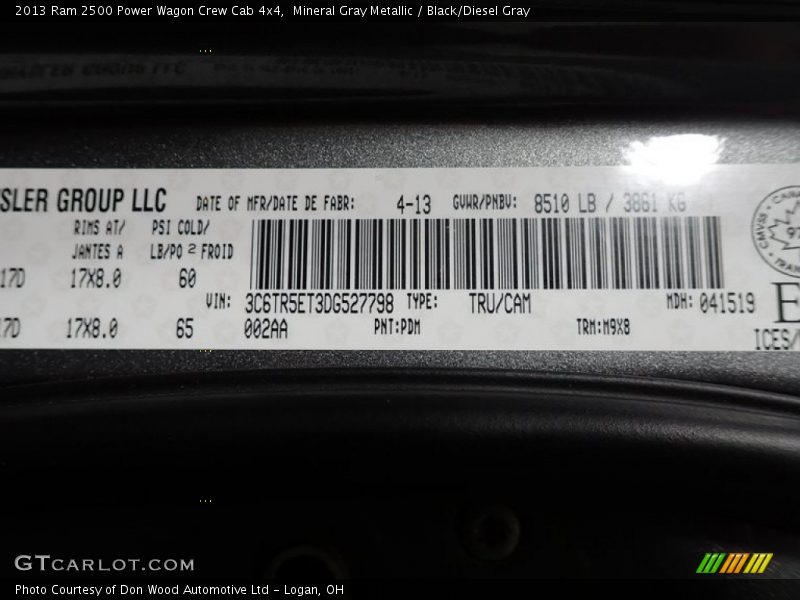 2013 Ram 2500 Power Wagon Crew Cab 4x4,  Mineral Gray Metallic / Black/Diesel Gray
SLER GROUP LLC DATE OF MFR/DATE DE FABR: 4-13 GVWR/PNBV: 8510 LB / 3861 KG
RIMS AT/ PSI COLD/
JANTES A LB/PO 2 FROID
17D 17X8.0 60
VIN: 3C6TR5ET3DG527798 TYPE: TRU/CAM MDH: 041519
17D 17X8.0 65 002AA PNT:PDM TRM:M9X8
CMVSS
ICES/
GTCARLOT.COM
Photo Courtesy of Don Wood Automotive Ltd - Logan, OH